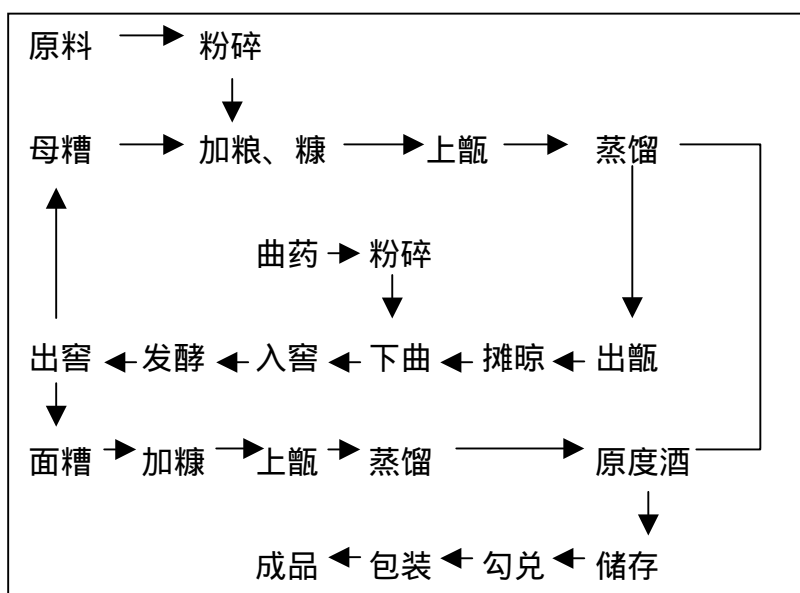 原料 粉碎
母糟 加粮、糠 上甑 蒸馏
曲药 粉碎
出窖 发酵 入窖 下曲 摊晾 出甑
面糟 加糠 上甑 蒸馏 原度酒
成品 包装 勾兑 储存